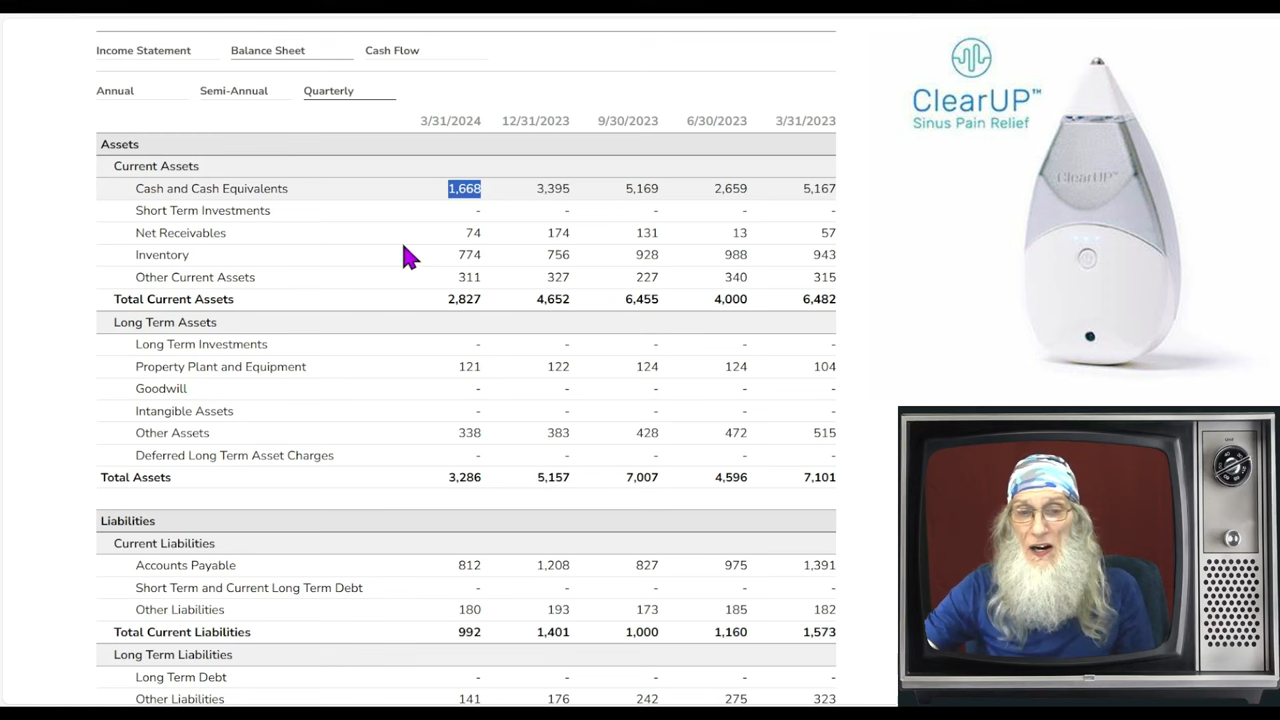 Income Statement Balance Sheet Cash Flow
Annual Semi-Annual Quarterly
3/31/2024 12/31/2023 9/30/2023 6/30/2023 3/31/2023
Assets
Current Assets
Cash and Cash Equivalents 1,668 3,395 5,169 2,659 5,167
Short Term Investments - - - - -
Net Receivables 74 174 131 13 57
Inventory 774 756 928 988 943
Other Current Assets 311 327 227 340 315
Total Current Assets 2,827 4,652 6,455 4,000 6,482
Long Term Assets
Long Term Investments - - - - -
Property Plant and Equipment 121 122 124 124 104
Goodwill - - - - -
Intangible Assets - - - - -
Other Assets 338 383 428 472 515
Deferred Long Term Asset Charges - - - - -
Total Assets 3,286 5,157 7,007 4,596 7,101
Liabilities
Current Liabilities
Accounts Payable 812 1,208 827 975 1,391
Short Term and Current Long Term Debt - - - - -
Other Liabilities 180 193 173 185 182
Total Current Liabilities 992 1,401 1,000 1,160 1,573
Long Term Liabilities
Long Term Debt - - - - -
Other Liabilities 141 176 242 275 323
ClearUP™
Sinus Pain Relief
ClearUP